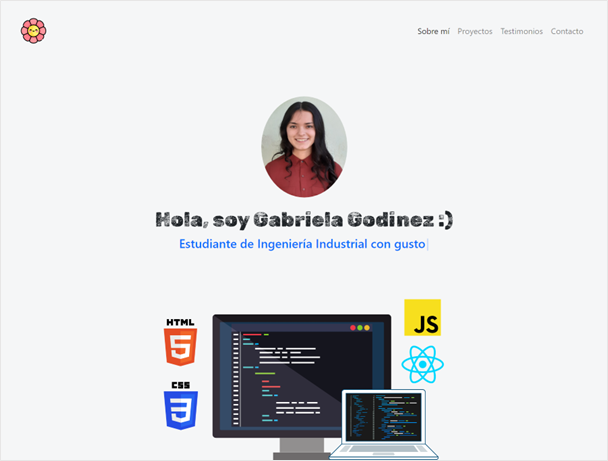 Sobre mí Proyectos Testimonios Contacto
Hola, soy Gabriela Godinez :)
Estudiante de Ingeniería Industrial con gusto
HTML
5
JS
CSS
3